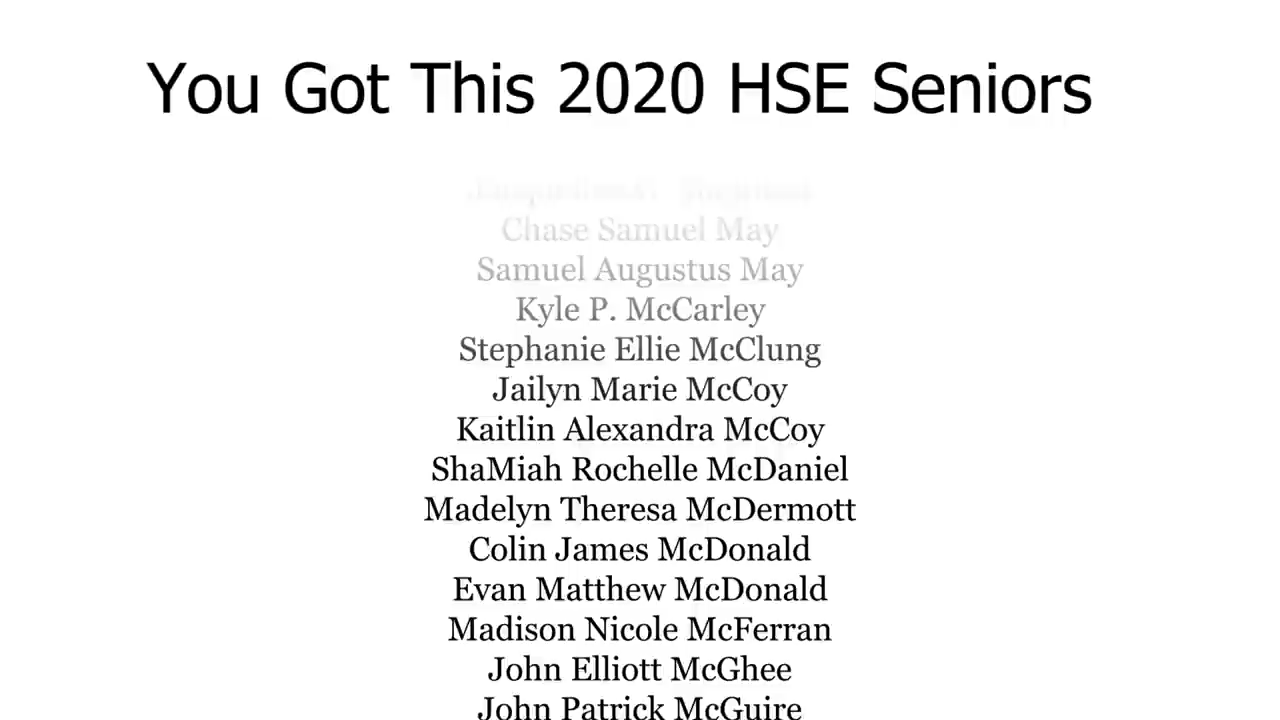 You Got This 2020 HSE Seniors
Chase Samuel May
Samuel Augustus May
Kyle P. McCarley
Stephanie Ellie McClung
Jailyn Marie McCoy
Kaitlin Alexandra McCoy
ShaMiah Rochelle McDaniel
Madelyn Theresa McDermott
Colin James McDonald
Evan Matthew McDonald
Madison Nicole McFerran
John Elliott McGhee
John Patrick McGuire